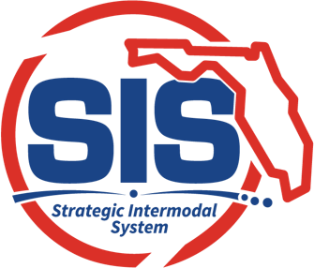 SIS
Strategic Intermodal
System